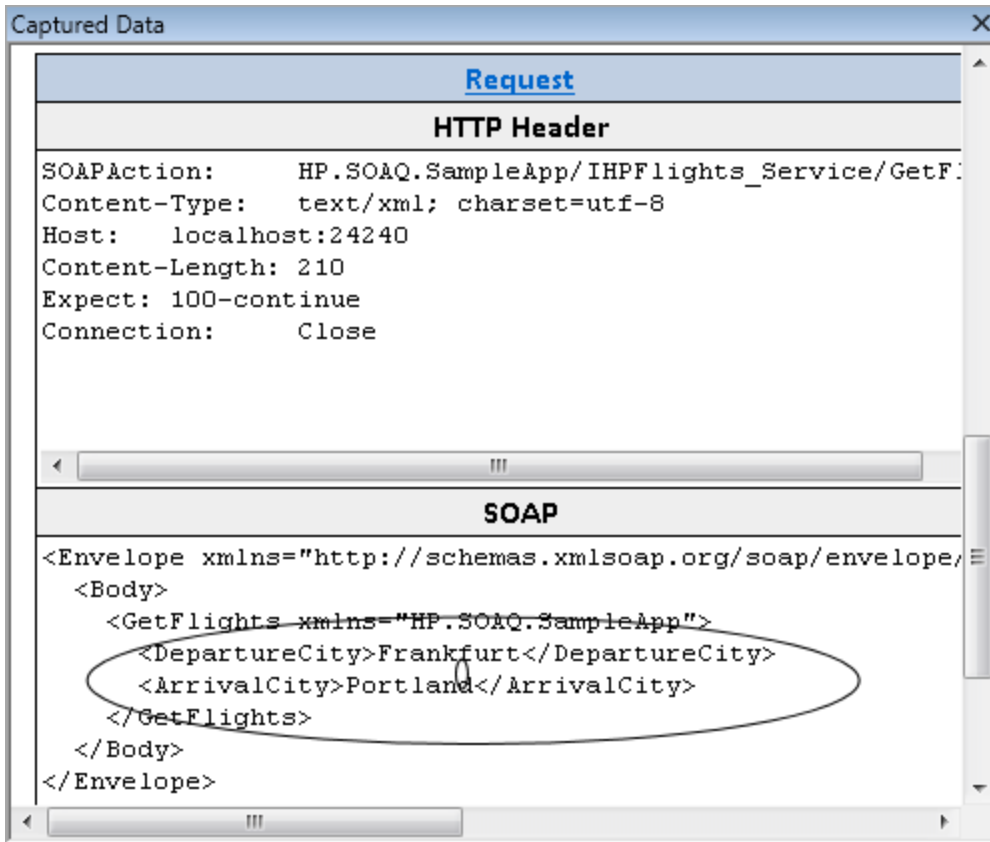 Captured Data
Request
HTTP Header
SOAPAction: HP.SOAQ.SampleApp/IHPFlights_Service/GetF
Content-Type: text/xml; charset=utf-8
Host: localhost:24240
Content-Length: 210
Expect: 100-continue
Connection: Close
SOAP
<Envelope xmlns="http://schemas.xmlsoap.org/soap/envelope/
<Body>
<GetFlights xmlns="HP.SOAQ.SampleApp">
<DepartureCity>Frankfurt</DepartureCity>
<ArrivalCity>Portland</ArrivalCity>
</GetFlights>
</Body>
</Envelope>